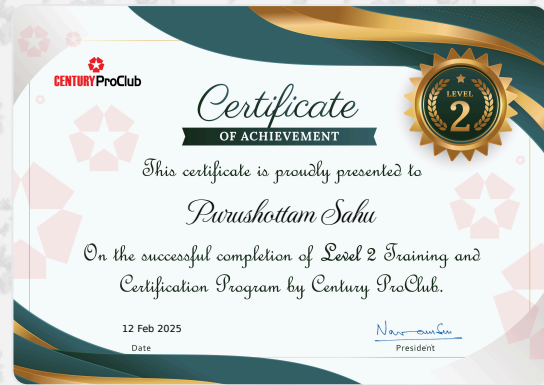 CENTURY ProClub
LEVEL
2
Certificate
OF ACHIEVEMENT
This certificate is proudly presented to
Purushottam Sahu
On the successful completion of Level 2 Training and
Certification Program by Century ProClub.
12 Feb 2025
Date
President